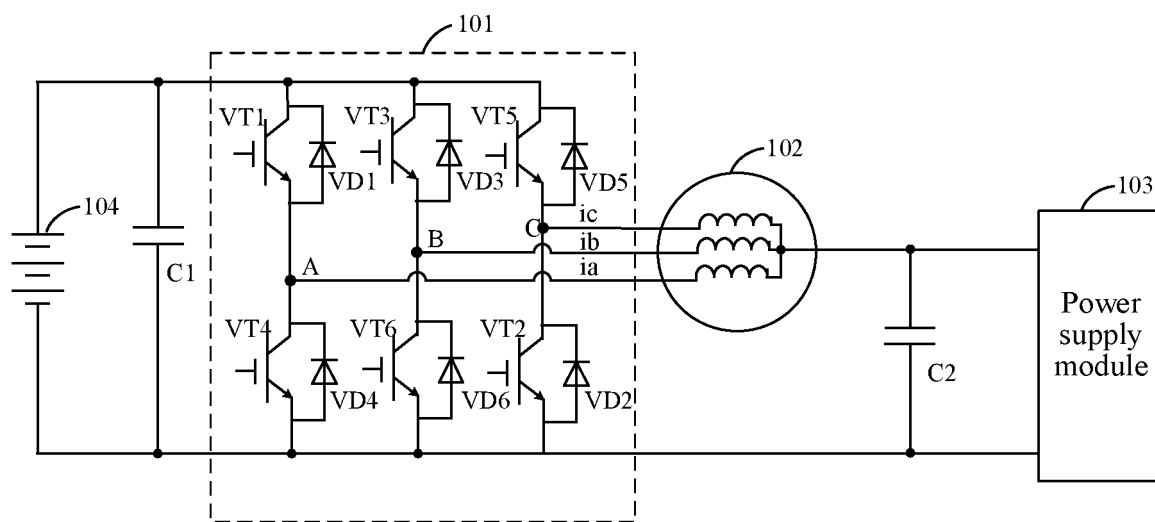 101
VT1
VT3
VT5
102
103
104
VD1
VD3
VD5
C
ic
B
ib
C1
A
ia
Power
supply
module
VT4
VT6
VT2
C2
VD4
VD6
VD2